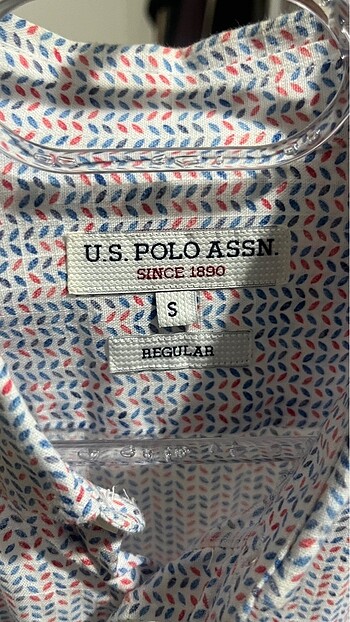 U.S. POLO ASSN.
SINCE 1890
S
REGULAR